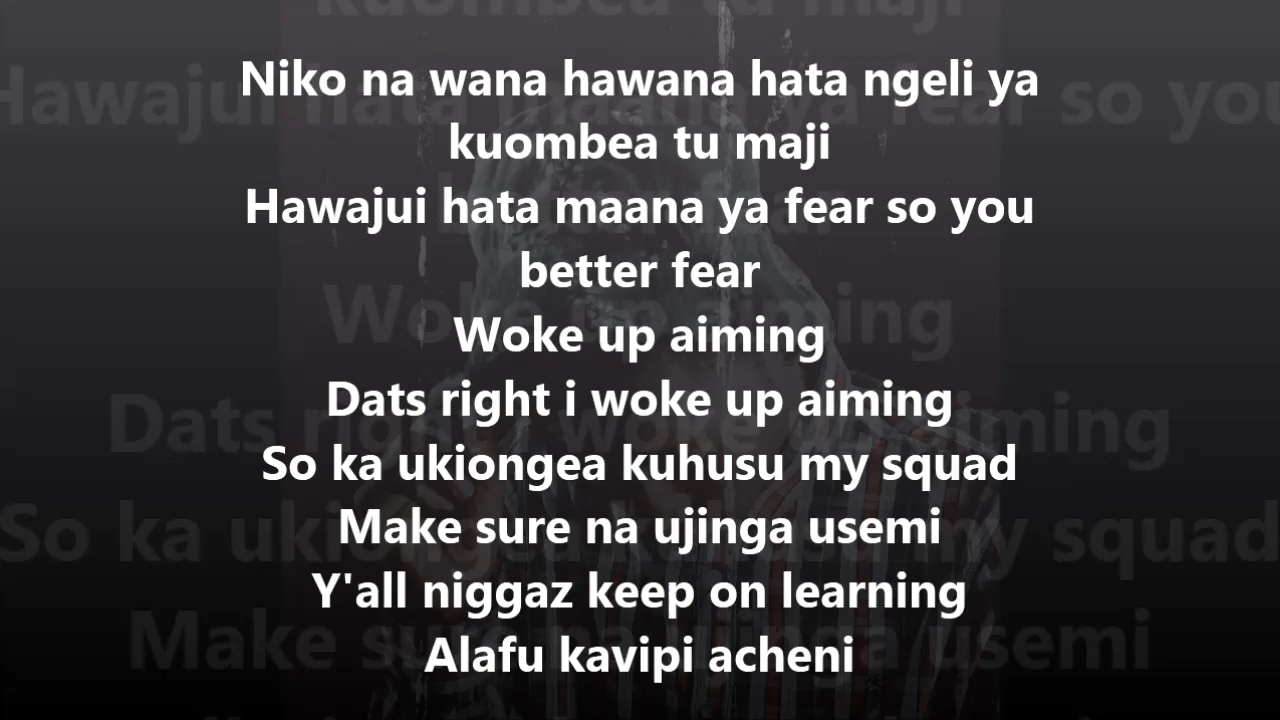 Niko na wana hawana hata ngeli ya
kuombea tu maji
Hawajui hata maana ya fear so you
better fear
Woke up aiming
Dats right i woke up aiming
So ka ukiongea kuhusu my squad
Make sure na ujinga usemi
Y'all niggaz keep on learning
Alafu kavipi acheni